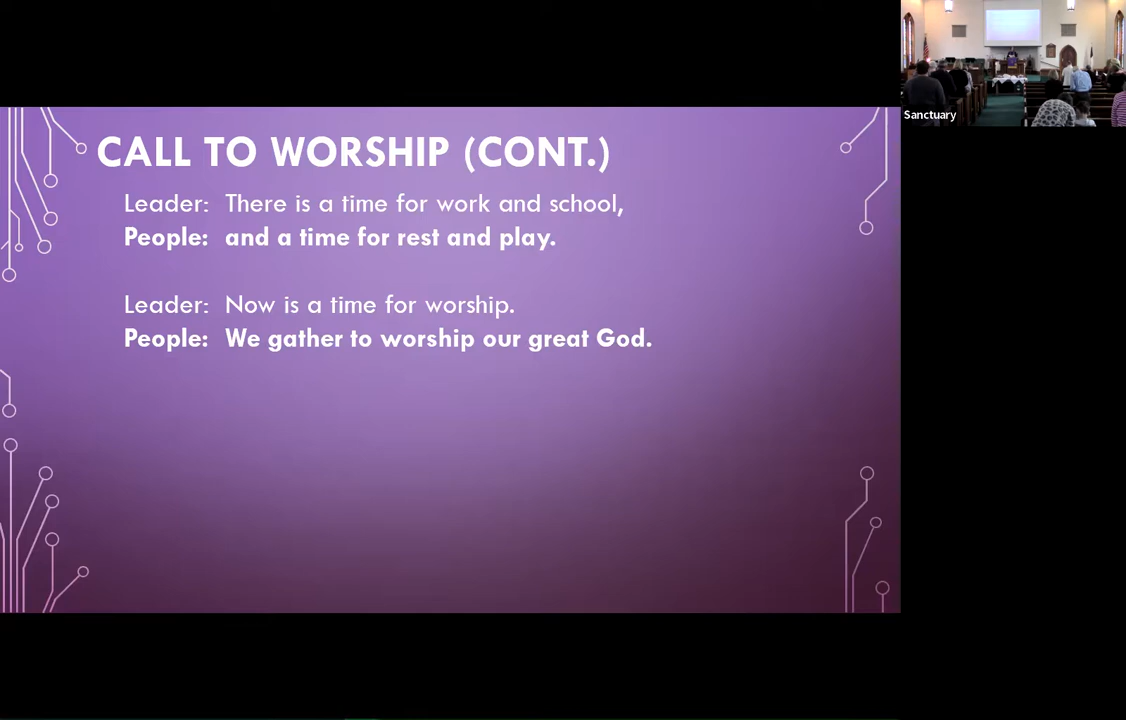 CALL TO WORSHIP (CONT.)
Leader: There is a time for work and school,
People: and a time for rest and play.
Leader: Now is a time for worship.
People: We gather to worship our great God.
Sanctuary